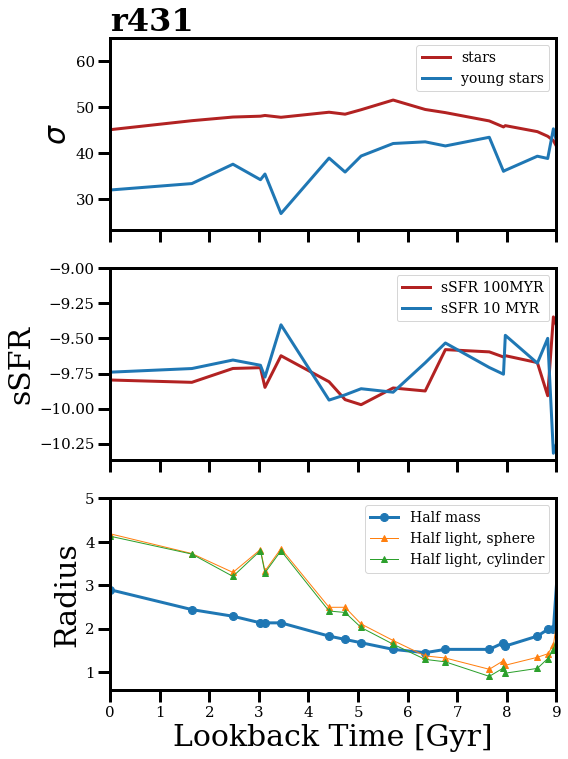 r431
60
50
40
30
σ
stars
young stars
−9.00
−9.25
−9.50
−9.75
−10.00
−10.25
sSFR
sSFR 100MYR
sSFR 10 MYR
5
4
3
2
1
Radius
Half mass
Half light, sphere
Half light, cylinder
0 1 2 3 4 5 6 7 8 9
Lookback Time [Gyr]